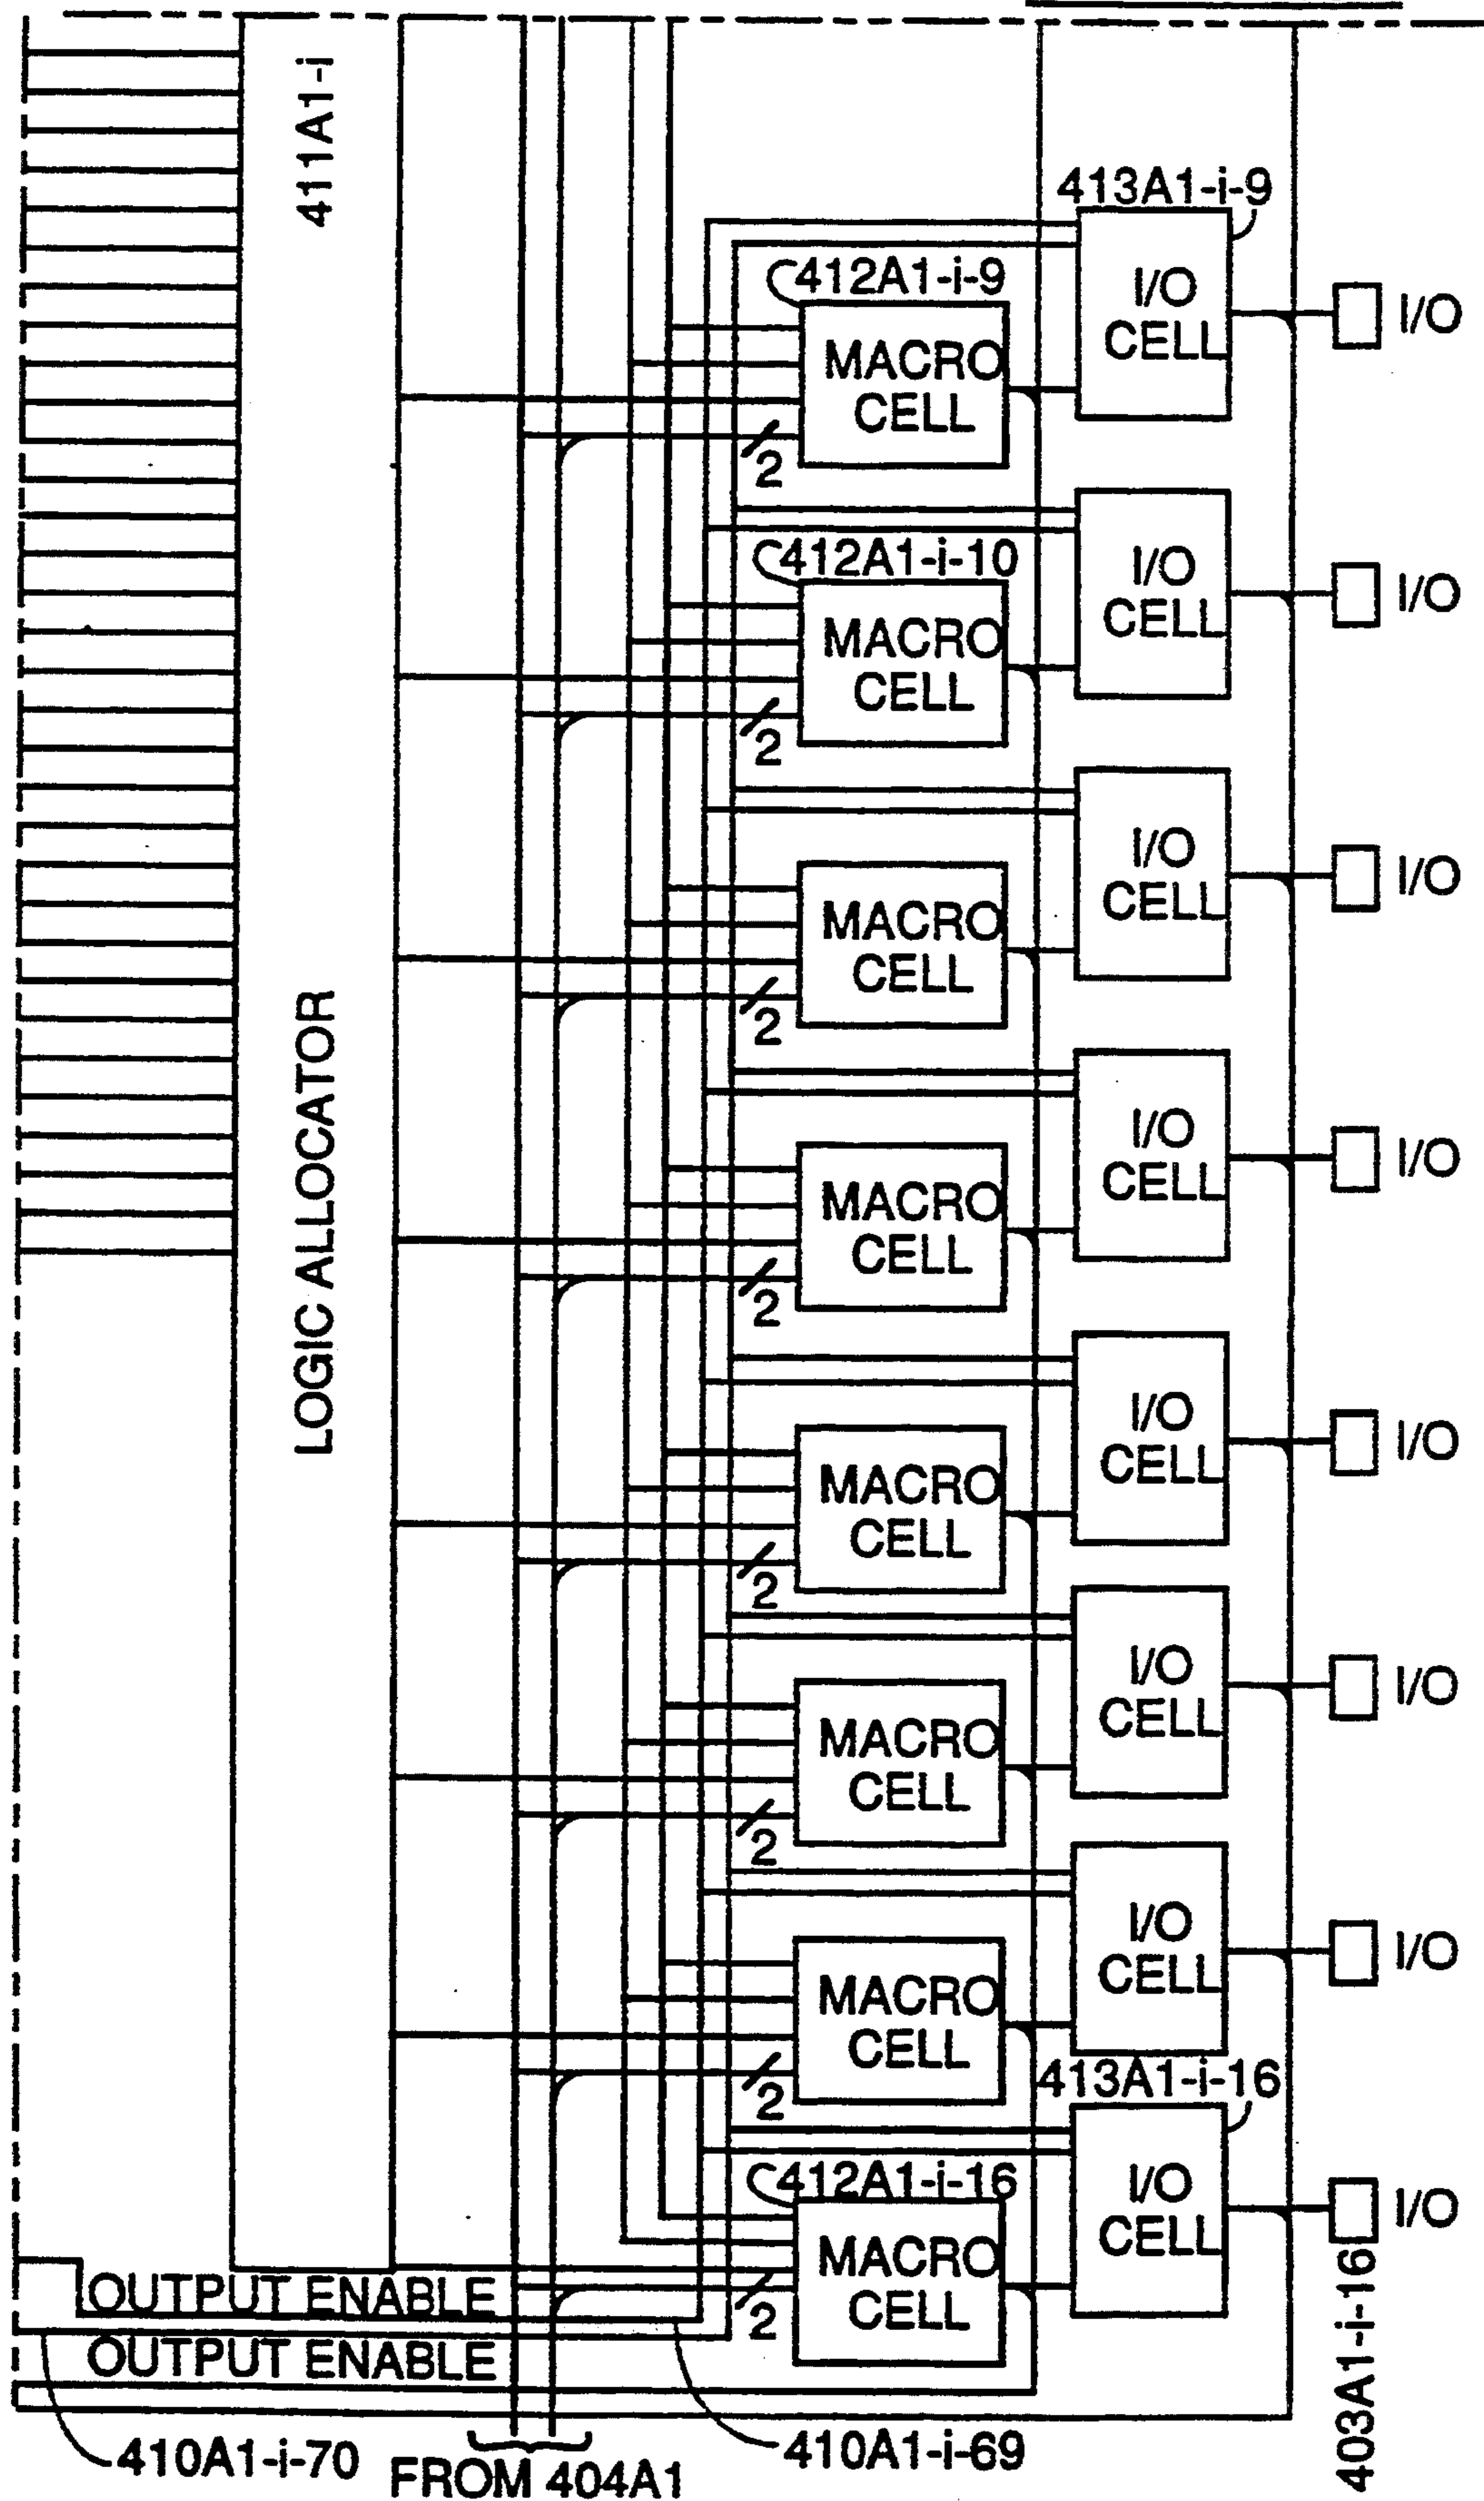 411A1-i
413A1-i-9
412A1-i-9
I/O
CELL
I/O
MACRO
CELL
2
412A1-i-10
I/O
CELL
I/O
MACRO
CELL
2
I/O
CELL
I/O
MACRO
CELL
2
LOGIC ALLOCATOR
I/O
CELL
I/O
MACRO
CELL
2
I/O
CELL
I/O
MACRO
CELL
2
I/O
CELL
I/O
MACRO
CELL
2
I/O
CELL
I/O
MACRO
CELL
2
413A1-i-16
412A1-i-16
I/O
CELL
I/O
MACRO
CELL
2
OUTPUT ENABLE
OUTPUT ENABLE
403A1-i-16
410A1-i-70
FROM 404A1
410A1-i-69